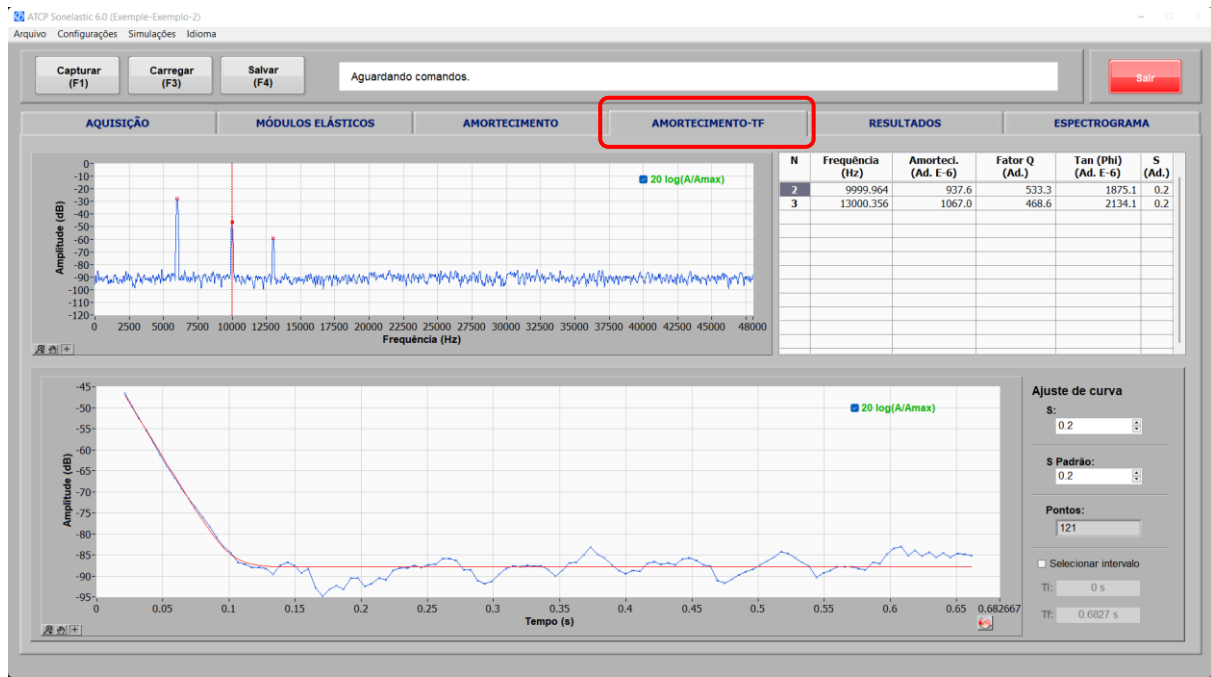 ATCP Sonelastic 6.0 (Exemple-Exemplo-2)
Arquivo Configurações Simulações Idioma
Capturar (F1)
Carregar (F3)
Salvar (F4)
Aguardando comandos.
Sair
AQUISIÇÃO
MÓDULOS ELÁSTICOS
AMORTECIMENTO
AMORTECIMENTO-TF
RESULTADOS
ESPECTROGRAMA
Amplitude (dB)
0
-10
-20
-30
-40
-50
-60
-70
-80
-90
-100
-110
-120
20 log(A/Amax)
0 2500 5000 7500 10000 12500 15000 17500 20000 22500 25000 27500 30000 32500 35000 37500 40000 42500 45000 48000
Frequência (Hz)
N Frequência (Hz) Amorteci. (Ad. E-6) Fator Q (Ad.) Tan (Phi) (Ad. E-6) S (Ad.)
2 9999.964 937.6 533.3 1875.1 0.2
3 13000.356 1067.0 468.6 2134.1 0.2
Amplitude (dB)
-45
-50
-55
-60
-65
-70
-75
-80
-85
-90
-95
20 log(A/Amax)
0 0.05 0.1 0.15 0.2 0.25 0.3 0.35 0.4 0.45 0.5 0.55 0.6 0.65 0.682667
Tempo (s)
Ajuste de curva
S:
0.2
S Padrão:
0.2
Pontos:
121
Selecionar intervalo
Ti: 0 s
Tf: 0.6827 s